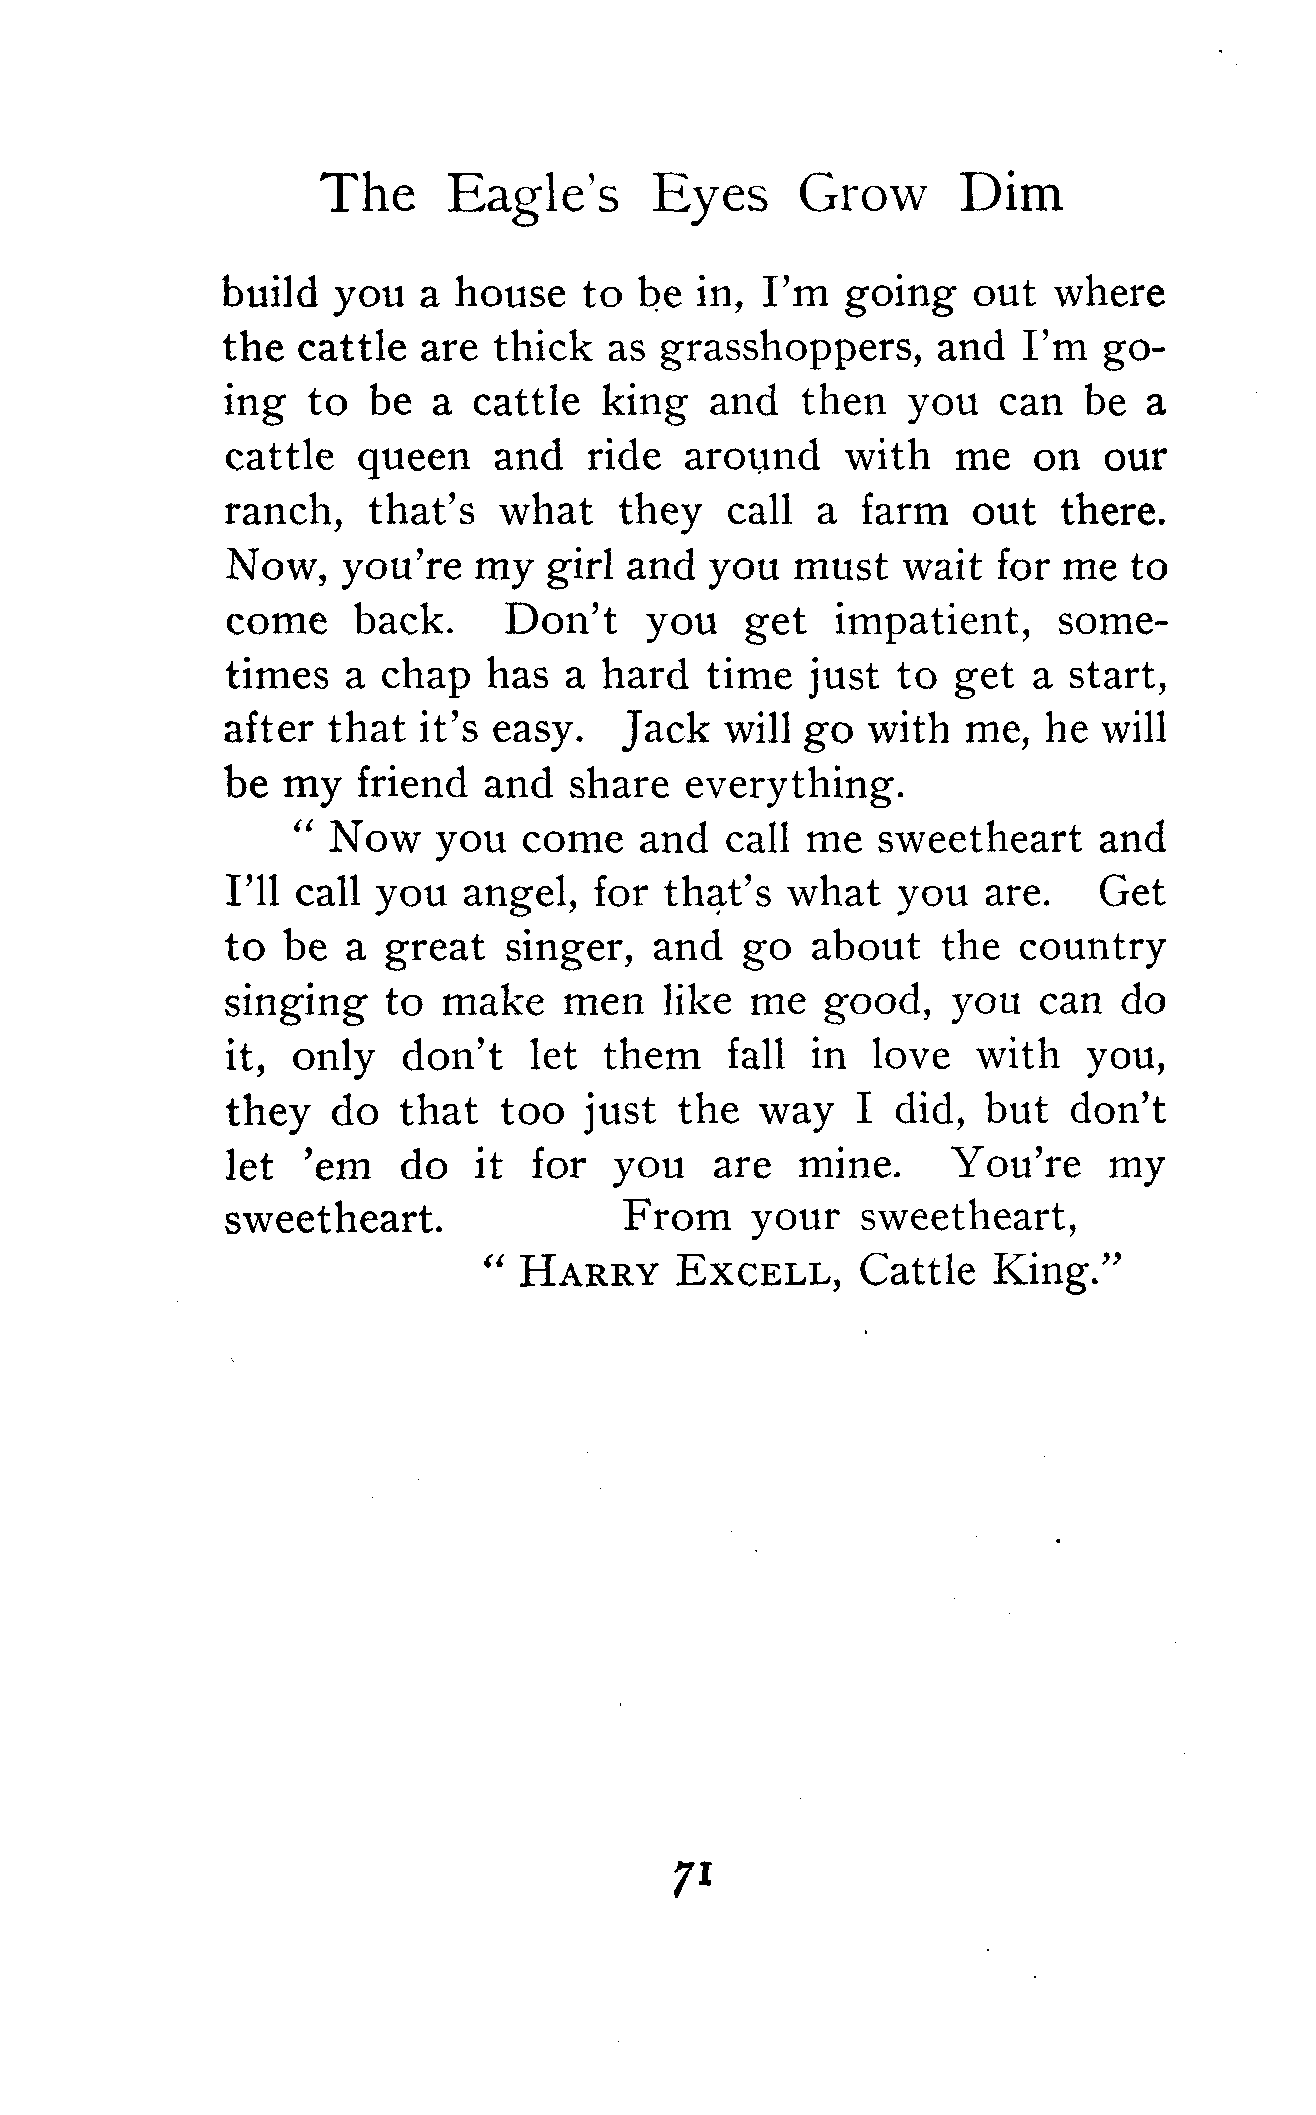 The Eagle's Eyes Grow Dim
build you a house to be in, I'm going out where
the cattle are thick as grasshoppers, and I'm go-
ing to be a cattle king and then you can be a
cattle queen and ride around with me on our
ranch, that's what they call a farm out there.
Now, you're my girl and you must wait for me to
come back. Don't you get impatient, some-
times a chap has a hard time just to get a start,
after that it's easy. Jack will go with me, he will
be my friend and share everything.
“ Now you come and call me sweetheart and
I'll call you angel, for that's what you are. Get
to be a great singer, and go about the country
singing to make men like me good, you can do
it, only don't let them fall in love with you,
they do that too just the way I did, but don't
let 'em do it for you are mine. You're my
sweetheart. From your sweetheart,
“ HARRY EXCELL, Cattle King.”
71